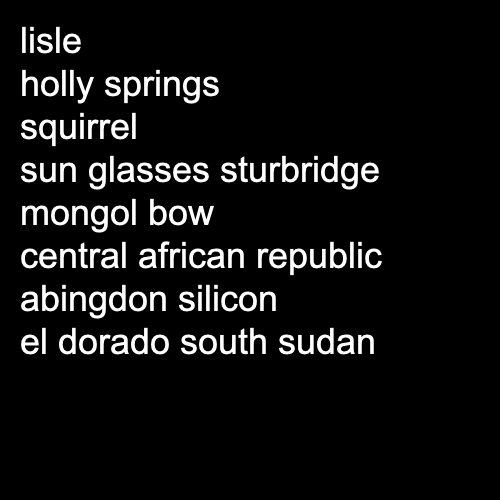 lisle
holly springs
squirrel
sun glasses sturbridge
mongol bow
central african republic
abingdon silicon
el dorado south sudan